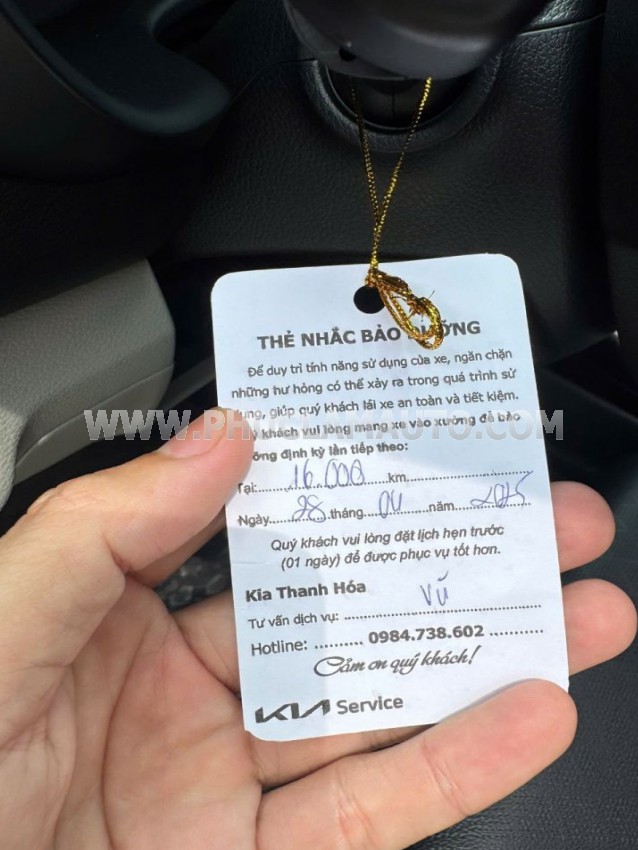 THẺ NHẮC BẢO DƯỠNG
Để duy trì tính năng sử dụng của xe, ngăn chặn
những hư hỏng có thể xảy ra trong quá trình sử
dụng, giúp quý khách lái xe an toàn và tiết kiệm.
WWW.PHUCLAMAUTO.COM
khách vui lòng mang xe vào xưởng để bảo
dưỡng định kỳ lần tiếp theo:
Tại: 16.000 km
Ngày 28 tháng 04 năm 2025
Quý khách vui lòng đặt lịch hẹn trước
(01 ngày) để được phục vụ tốt hơn.
Kia Thanh Hóa
Tư vấn dịch vụ: Vũ
Hotline: 0984.738.602
Cảm ơn quý khách!
KIA Service